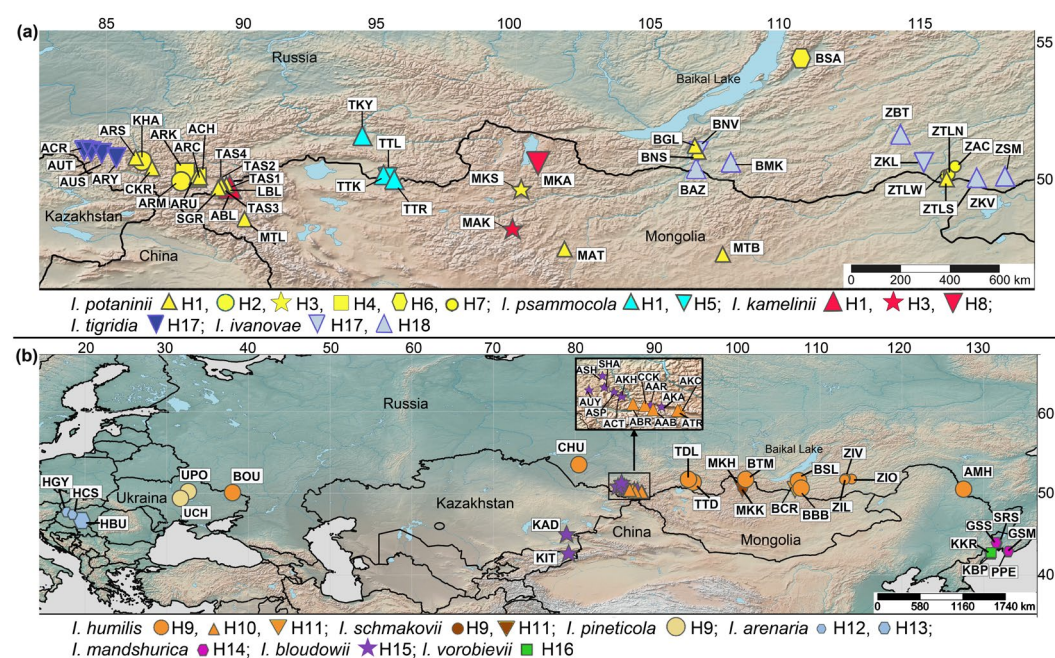 85 90 95 100 105 110 115
(a)
55
Russia
BSA
Baikal Lake
TKY
ZBT
KHA
ACH
ARS
ARK
ARC
TTL
BGL
BNV
ZTLN
ZAC
ACR
TAS4
ZKL
ZSM
AUT
TAS2
BNS
BMK
AUS
ARY
TAS1
50
CKR
LBL
TTK
MKS
MKA
BAZ
ZTLW
ARM
ARU
TTR
SGR
ABL
TAS3
ZTLS
ZKV
Kazakhstan
MTL
MAK
Mongolia
China
MAT
MTB
0 200 400 600 km
I. potaninii H1, H2, H3, H4, H6, H7; I. psammocola H1, H5; I. kamelinii H1, H3, H8;
I. tigridia H17; I. ivanovae H17, H18
(b)
20 30 40 50 60 70 80 90 100 110 120 130
SHA
ASH
AKH
CCK
AAR
AKC
AUY
AKA
ASP
ACT
ABR
AAB
ATR
60
Russia
CHU
TDL
MKH
BTM
Baikal Lake
BSL
ZIV
ZIO
UPO
BOU
AMH
HGY
HCS
Ukraina
50
UCH
TTD
MKK
BCR
BBB
ZIL
HBU
Kazakhstan
KAD
China
Mongolia
SRS
GSS
GSM
KKR
KIT
KBP
PPE
40
0 580 1160 1740 km
I. humilis H9, H10, H11; I. schmakovii H9, H11; I. pineticola H9; I. arenaria H12, H13;
I. mandshurica H14; I. bloudowii H15; I. vorobievii H16